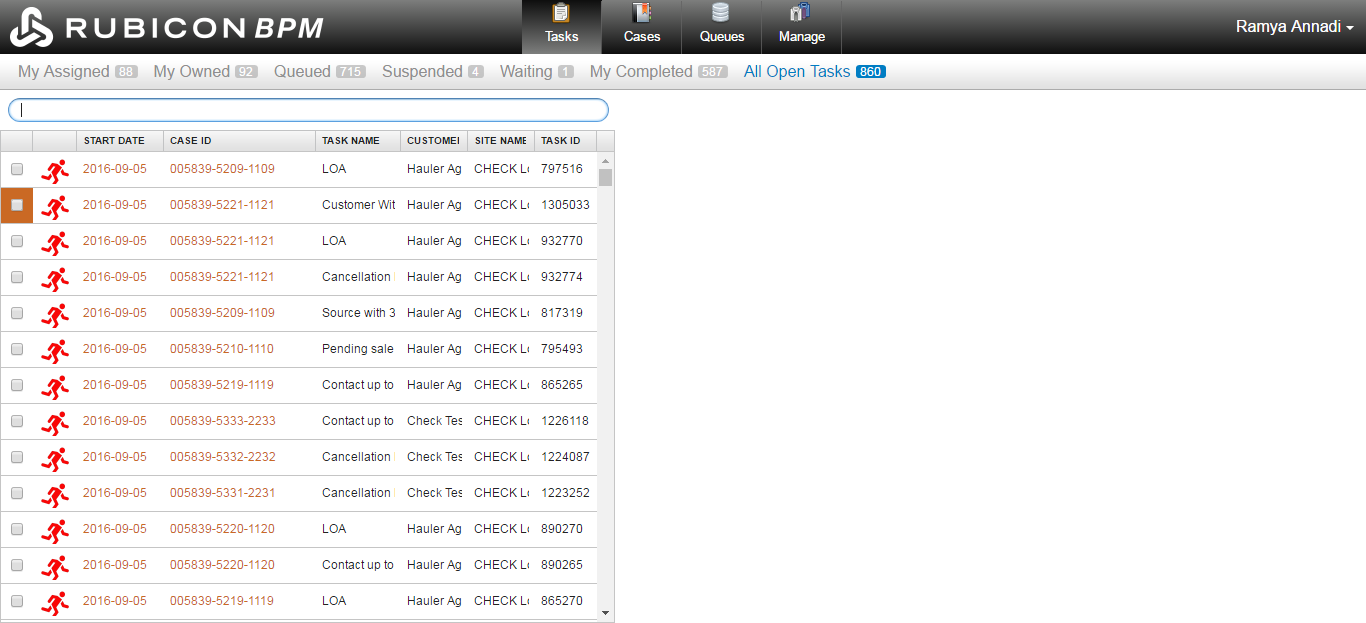 RUBICON BPM Tasks Cases Queues Manage Ramya Annadi
My Assigned 88 My Owned 92 Queued 715 Suspended 4 Waiting 1 My Completed 587 All Open Tasks 860
START DATE CASE ID TASK NAME CUSTOMEI SITE NAME TASK ID
2016-09-05 005839-5209-1109 LOA Hauler Ag CHECK Lo 797516
2016-09-05 005839-5221-1121 Customer Wit Hauler Ag CHECK Lo 1305033
2016-09-05 005839-5221-1121 LOA Hauler Ag CHECK Lo 932770
2016-09-05 005839-5221-1121 Cancellation Hauler Ag CHECK Lo 932774
2016-09-05 005839-5209-1109 Source with 3 Hauler Ag CHECK Lo 817319
2016-09-05 005839-5210-1110 Pending sale Hauler Ag CHECK Lo 795493
2016-09-05 005839-5219-1119 Contact up to Hauler Ag CHECK Lo 865265
2016-09-05 005839-5333-2233 Contact up to Check Tes CHECK Lo 1226118
2016-09-05 005839-5332-2232 Cancellation Check Tes CHECK Lo 1224087
2016-09-05 005839-5331-2231 Cancellation Check Tes CHECK Lo 1223252
2016-09-05 005839-5220-1120 LOA Hauler Ag CHECK Lo 890270
2016-09-05 005839-5220-1120 Contact up to Hauler Ag CHECK Lo 890265
2016-09-05 005839-5219-1119 LOA Hauler Ag CHECK Lo 865270